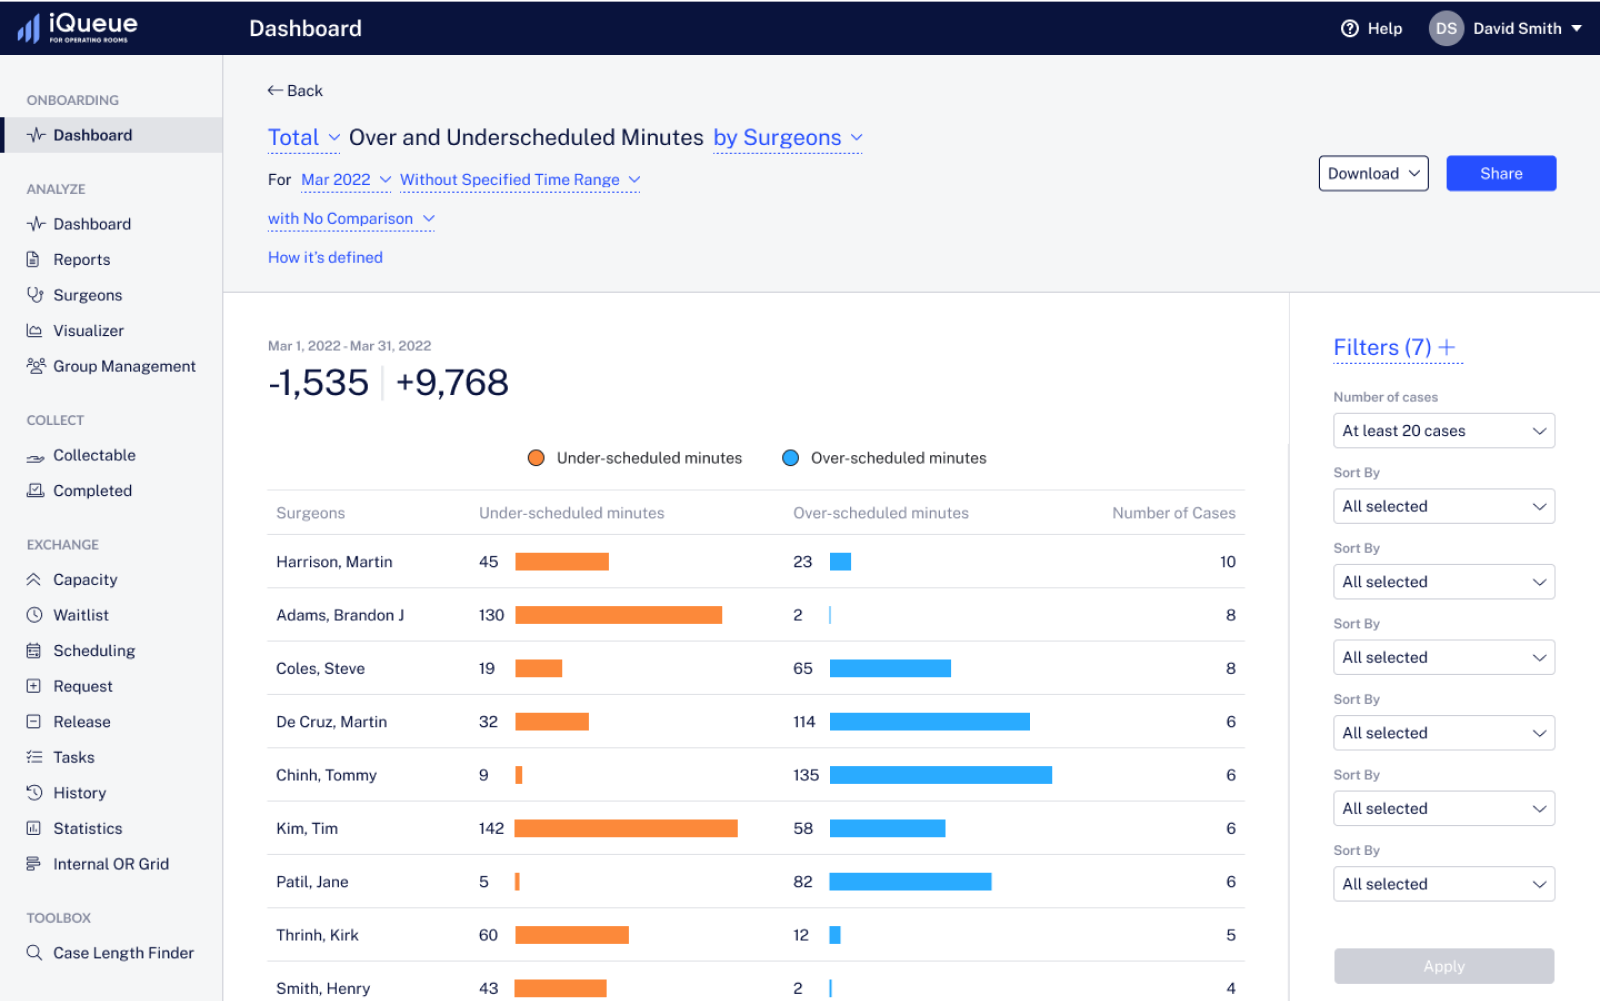 iQueue
FOR OPERATING ROOMS
Dashboard
Help
DS
David Smith
ONBOARDING
Dashboard
ANALYZE
Dashboard
Reports
Surgeons
Visualizer
Group Management
COLLECT
Collectable
Completed
EXCHANGE
Capacity
Waitlist
Scheduling
Request
Release
Tasks
History
Statistics
Internal OR Grid
TOOLBOX
Case Length Finder
Back
Total Over and Underscheduled Minutes by Surgeons
For Mar 2022 Without Specified Time Range
with No Comparison
How it's defined
Download
Share
Mar 1, 2022 - Mar 31, 2022
-1,535 +9,768
Under-scheduled minutes Over-scheduled minutes
Surgeons Under-scheduled minutes Over-scheduled minutes Number of Cases
Harrison, Martin 45 23 10
Adams, Brandon J 130 2 8
Coles, Steve 19 65 8
De Cruz, Martin 32 114 6
Chinh, Tommy 9 135 6
Kim, Tim 142 58 6
Patil, Jane 5 82 6
Thrinh, Kirk 60 12 5
Smith, Henry 43 2 4
Filters (7) +
Number of cases
At least 20 cases
Sort By
All selected
Sort By
All selected
Sort By
All selected
Sort By
All selected
Sort By
All selected
Sort By
All selected
Apply